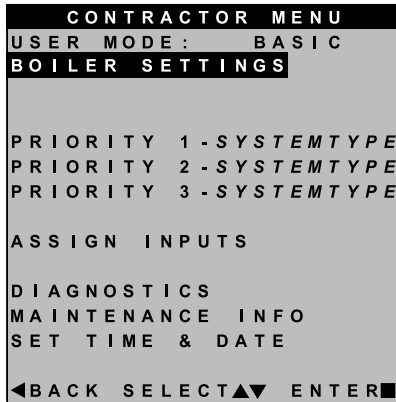 CONTRACTOR MENU
USER MODE: BASIC
BOILER SETTINGS
PRIORITY 1-SYSTEMTYPE
PRIORITY 2-SYSTEMTYPE
PRIORITY 3-SYSTEMTYPE
ASSIGN INPUTS
DIAGNOSTICS
MAINTENANCE INFO
SET TIME & DATE
◀BACK SELECT▲▼ ENTER■